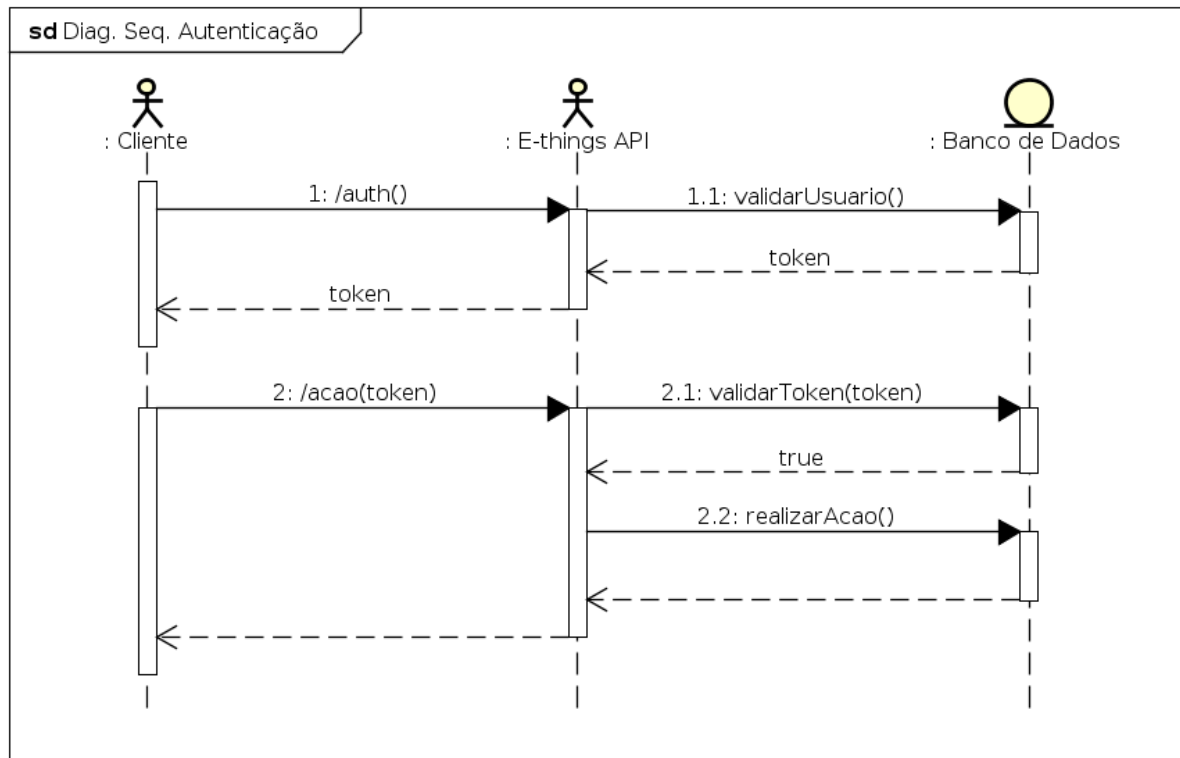 sd Diag. Seq. Autenticação
: Cliente
: E-things API
: Banco de Dados
1: /auth()
1.1: validarUsuario()
token
token
2: /acao(token)
2.1: validarToken(token)
true
2.2: realizarAcao()